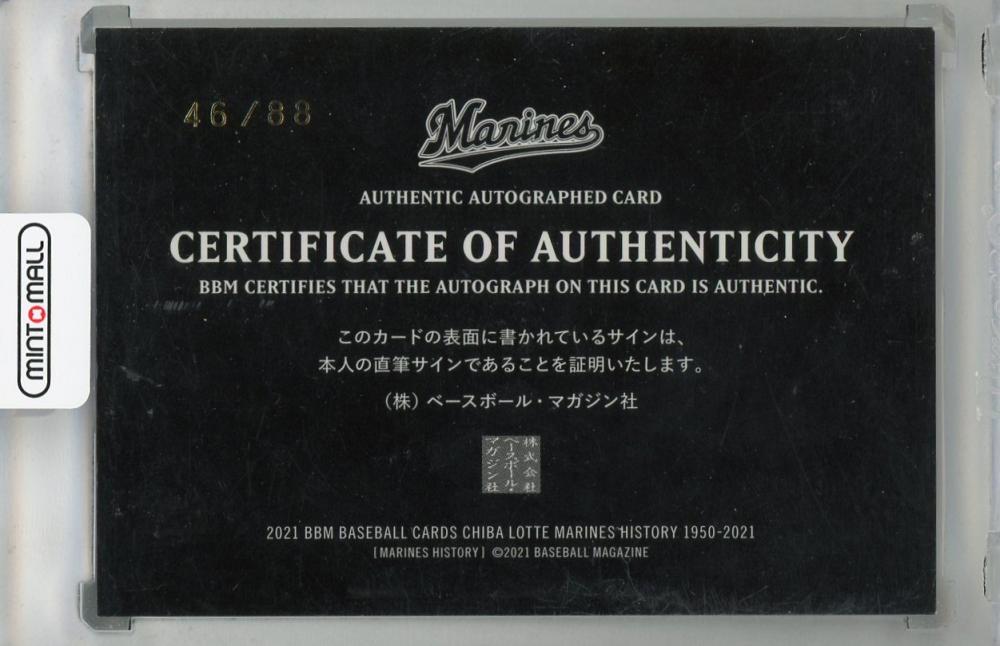 46/88
Marines
AUTHENTIC AUTOGRAPHED CARD
CERTIFICATE OF AUTHENTICITY
BBM CERTIFIES THAT THE AUTOGRAPH ON THIS CARD IS AUTHENTIC.
このカードの表面に書かれているサインは、
本人の直筆サインであることを証明いたします。
（株）ベースボール・マガジン社
株式会社
ベースボール・
マガジン社
2021 BBM BASEBALL CARDS CHIBA LOTTE MARINES HISTORY 1950-2021
[MARINES HISTORY] ©2021 BASEBALL MAGAZINE
MINTOMALL